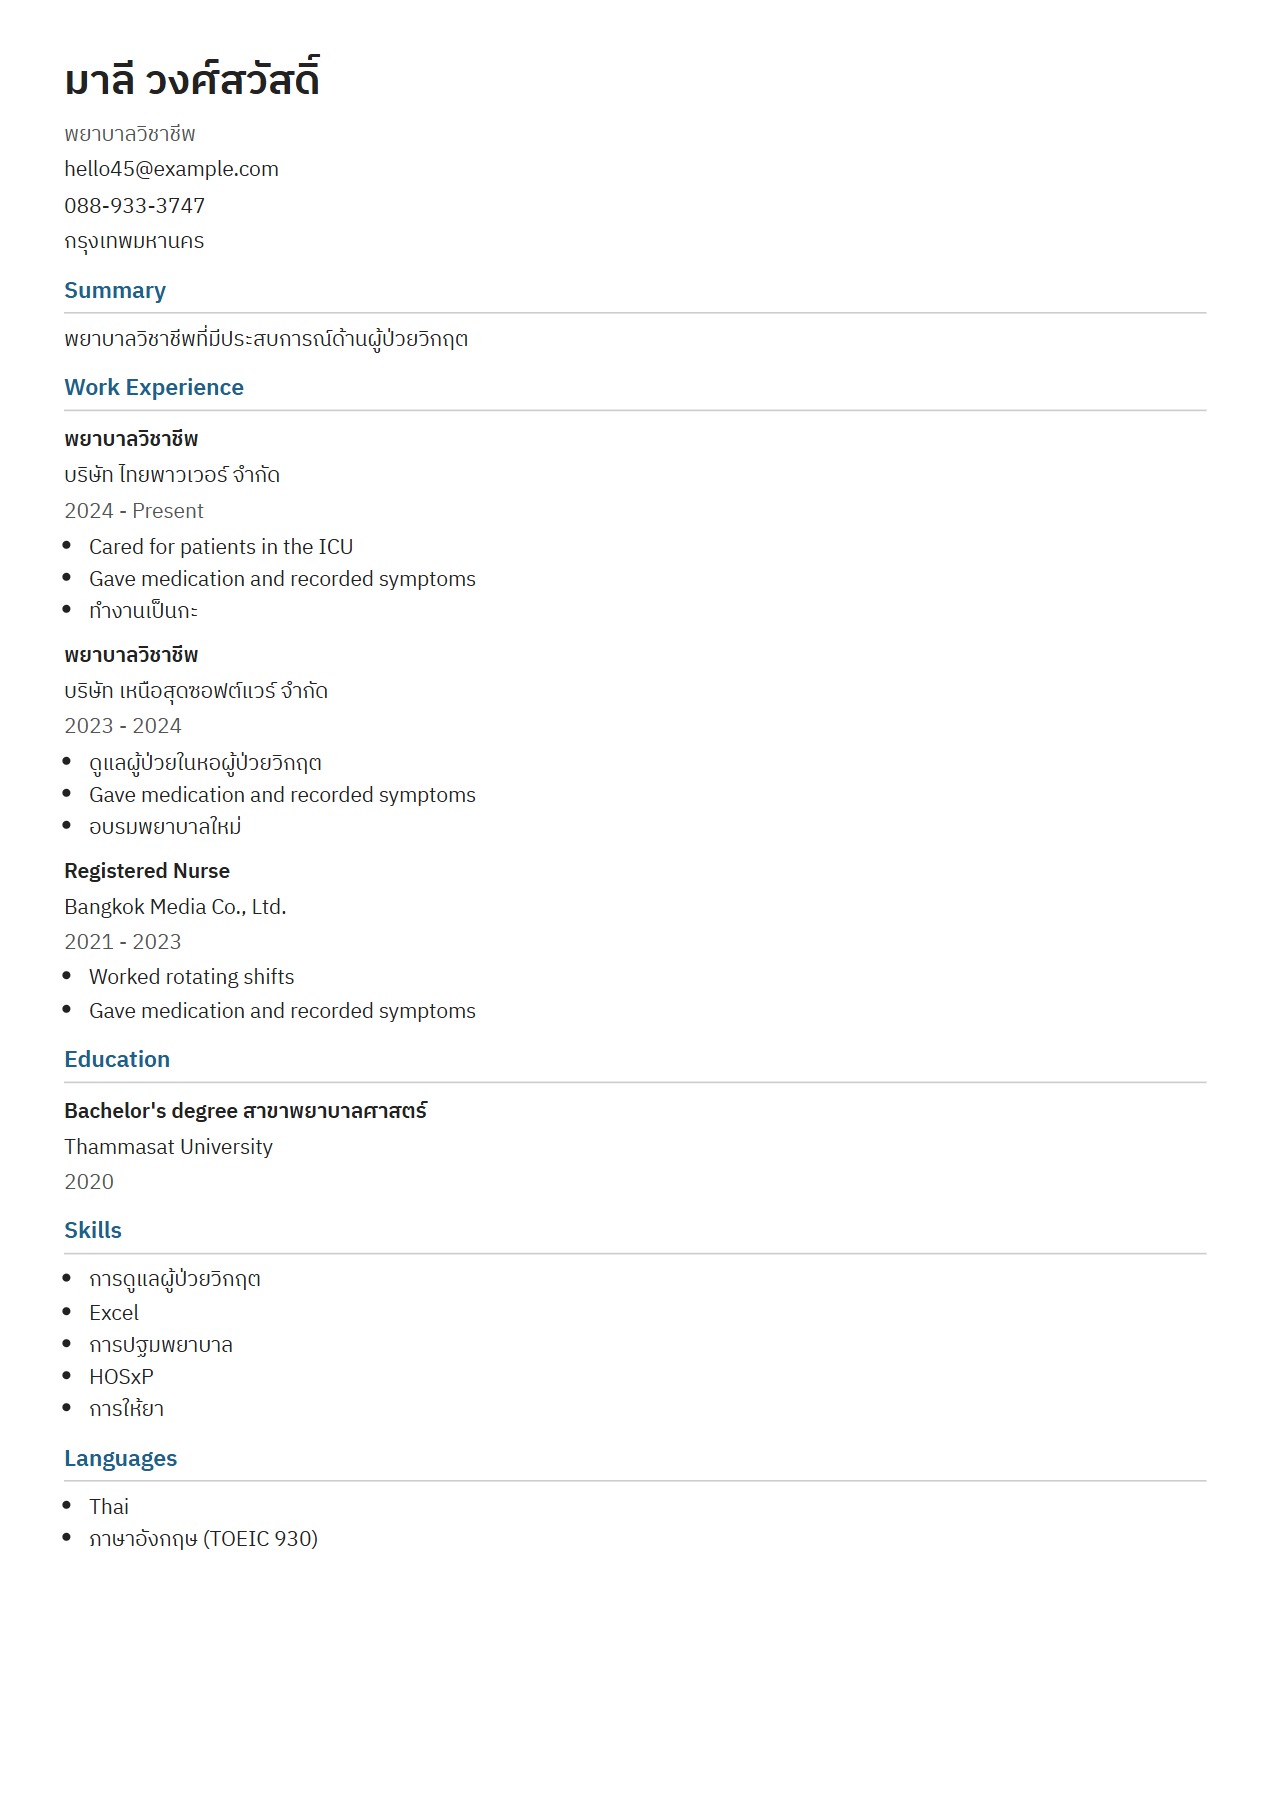 มาลี วงศ์สวัสดิ์
พยาบาลวิชาชีพ
hello45@example.com
088-933-3747
กรุงเทพมหานคร
Summary
พยาบาลวิชาชีพที่มีประสบการณ์ด้านผู้ป่วยวิกฤต
Work Experience
พยาบาลวิชาชีพ
บริษัท ไทยพาวเวอร์ จำกัด
2024 - Present
• Cared for patients in the ICU
• Gave medication and recorded symptoms
• ทำงานเป็นกะ
พยาบาลวิชาชีพ
บริษัท เหนือสุดซอฟต์แวร์ จำกัด
2023 - 2024
• ดูแลผู้ป่วยในหอผู้ป่วยวิกฤต
• Gave medication and recorded symptoms
• อบรมพยาบาลใหม่
Registered Nurse
Bangkok Media Co., Ltd.
2021 - 2023
• Worked rotating shifts
• Gave medication and recorded symptoms
Education
Bachelor's degree สาขาพยาบาลศาสตร์
Thammasat University
2020
Skills
• การดูแลผู้ป่วยวิกฤต
• Excel
• การปฐมพยาบาล
• HOSxP
• การให้ยา
Languages
• Thai
• ภาษาอังกฤษ (TOEIC 930)